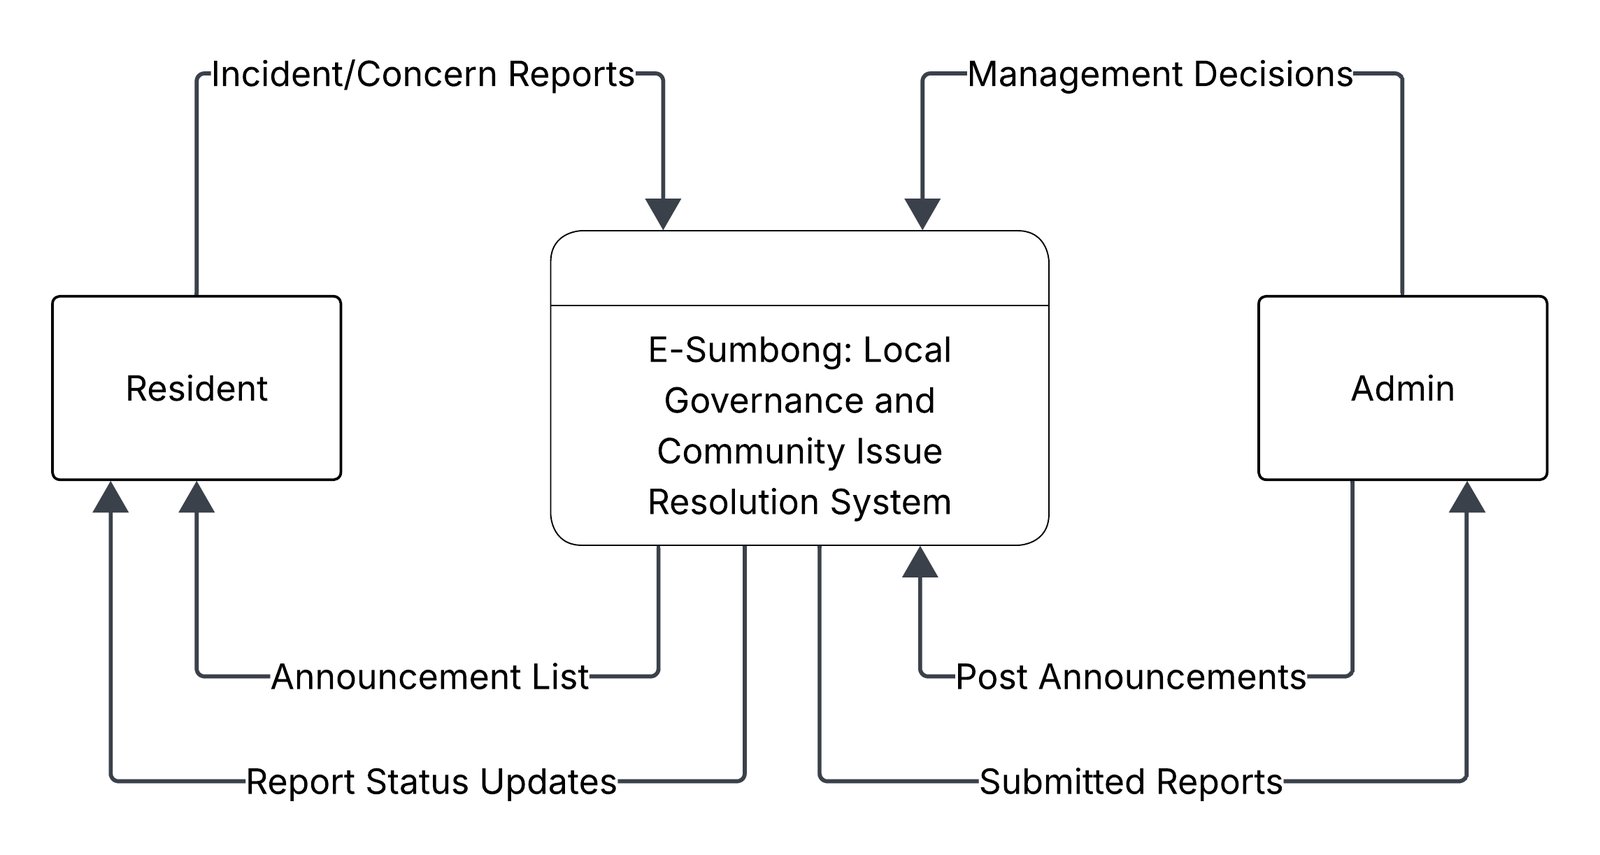 Incident/Concern Reports
Management Decisions
Resident
E-Sumbong: Local
Governance and
Community Issue
Resolution System
Admin
Announcement List
Post Announcements
Report Status Updates
Submitted Reports